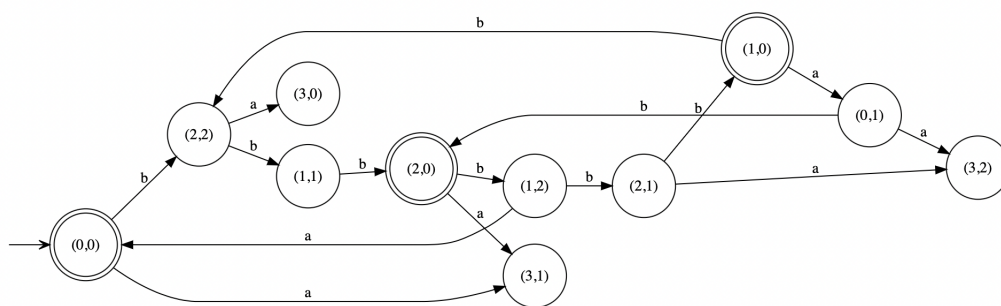 b
(1,0)
a
(3,0)
a
b
b
(0,1)
(2,2)
a
b
b
(2,0)
b
(3,2)
a
(1,1)
(1,2)
b
(2,1)
b
a
(0,0)
a
(3,1)
a